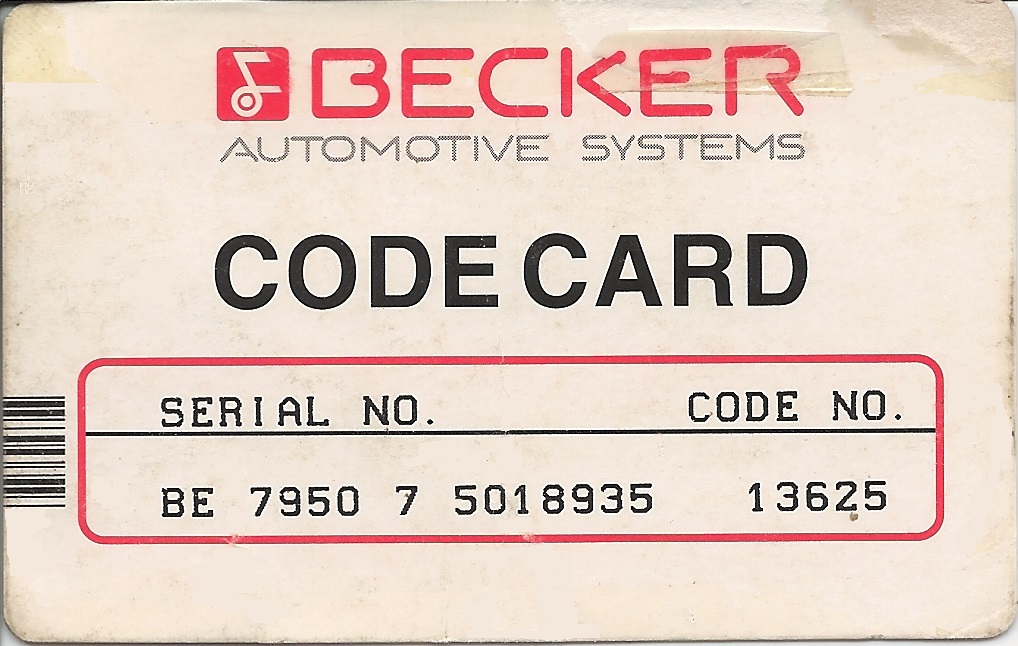 BECKER
AUTOMOTIVE SYSTEMS
CODE CARD
SERIAL NO. CODE NO.
BE 7950 7 5018935 13625